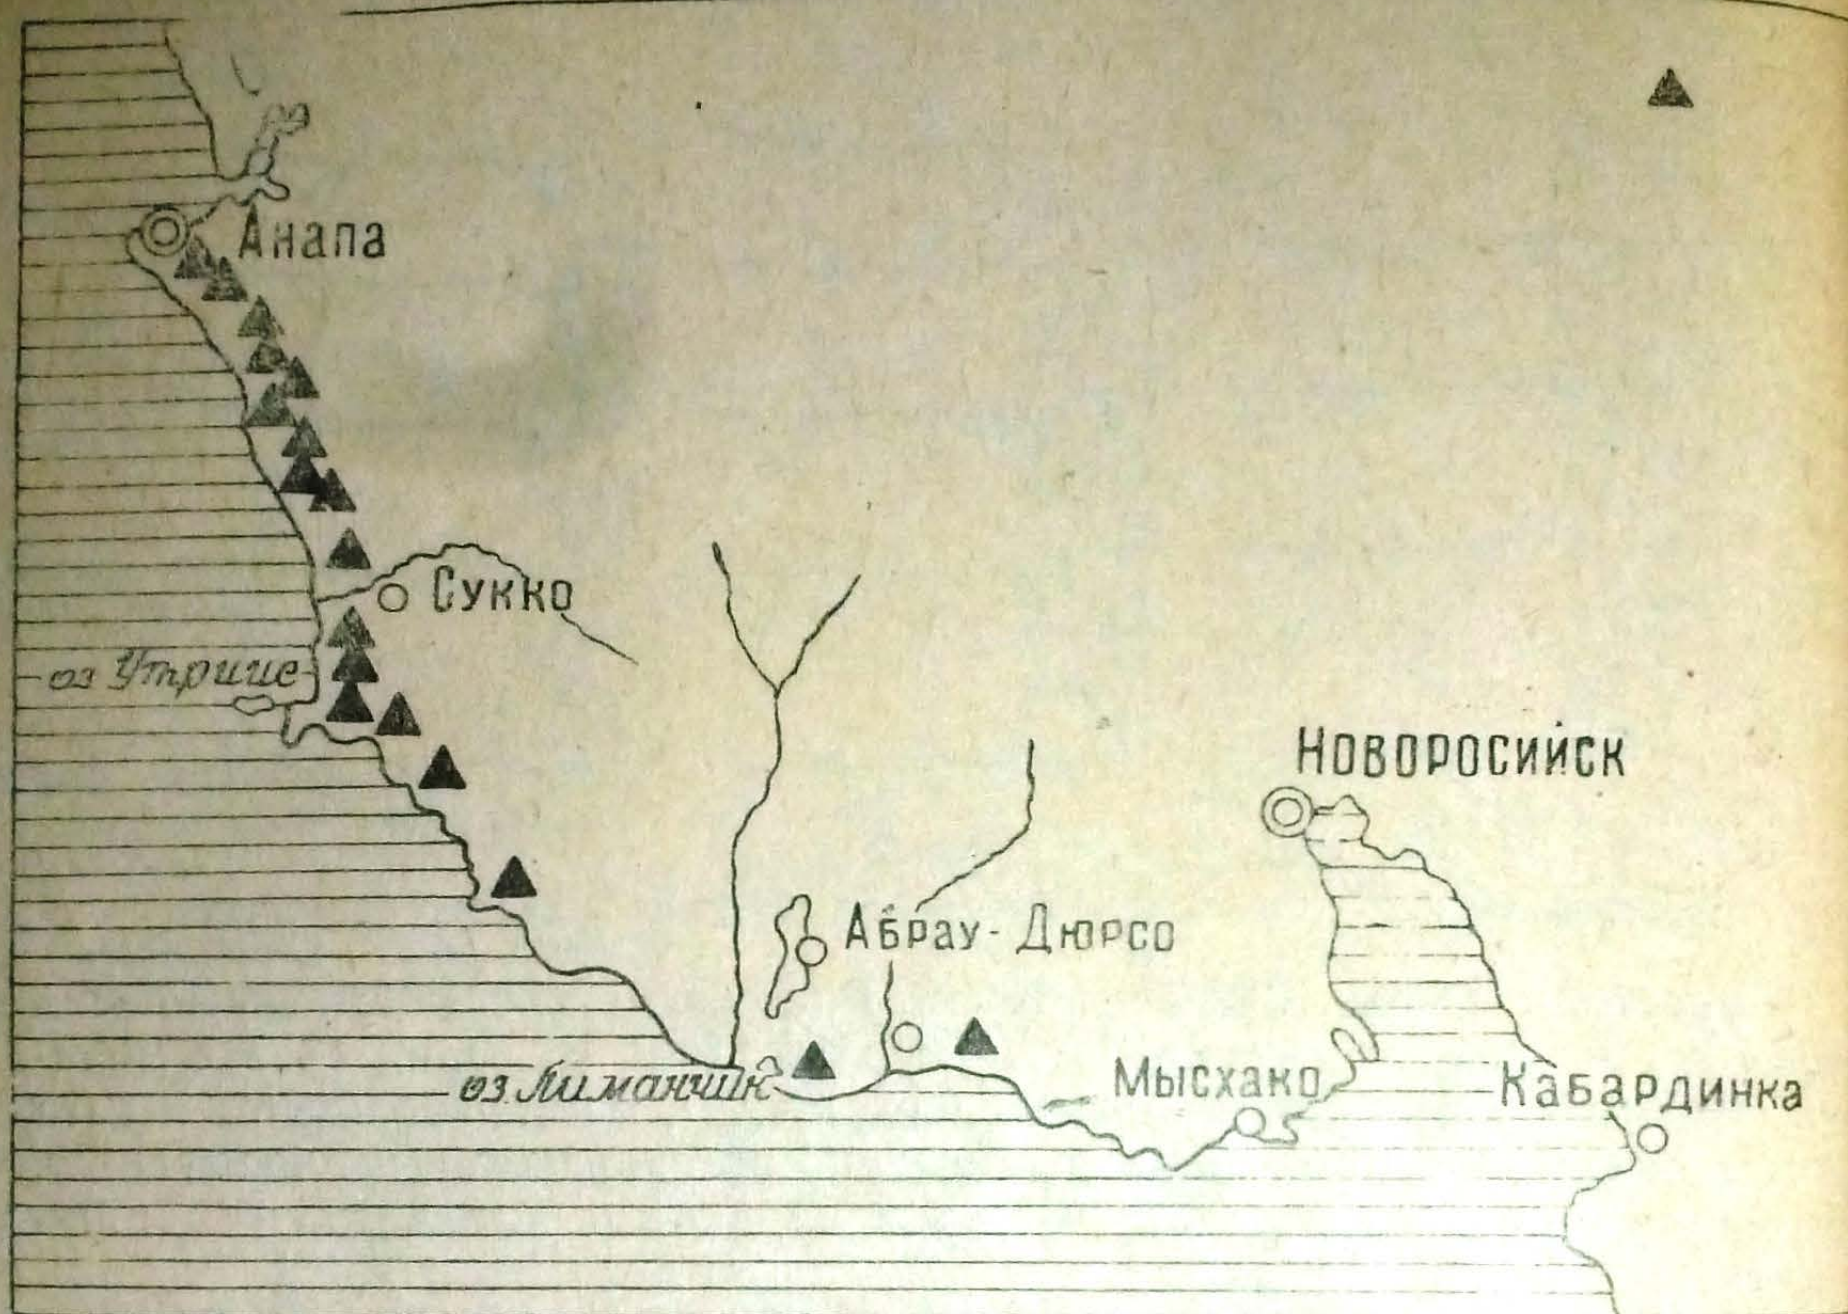 Анапа
Сукко
оз Утриш
Новоросийск
Абрау-Дюрсо
оз. Лиманчик
Мысхако
Кабардинка